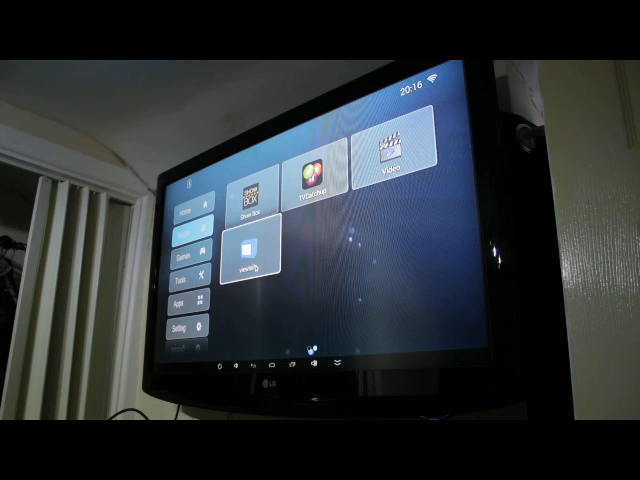 20:16
Home
SHOW
BOX
Show Box
TVCatchup
Video
Games
Tools
Apps
Setting
LG